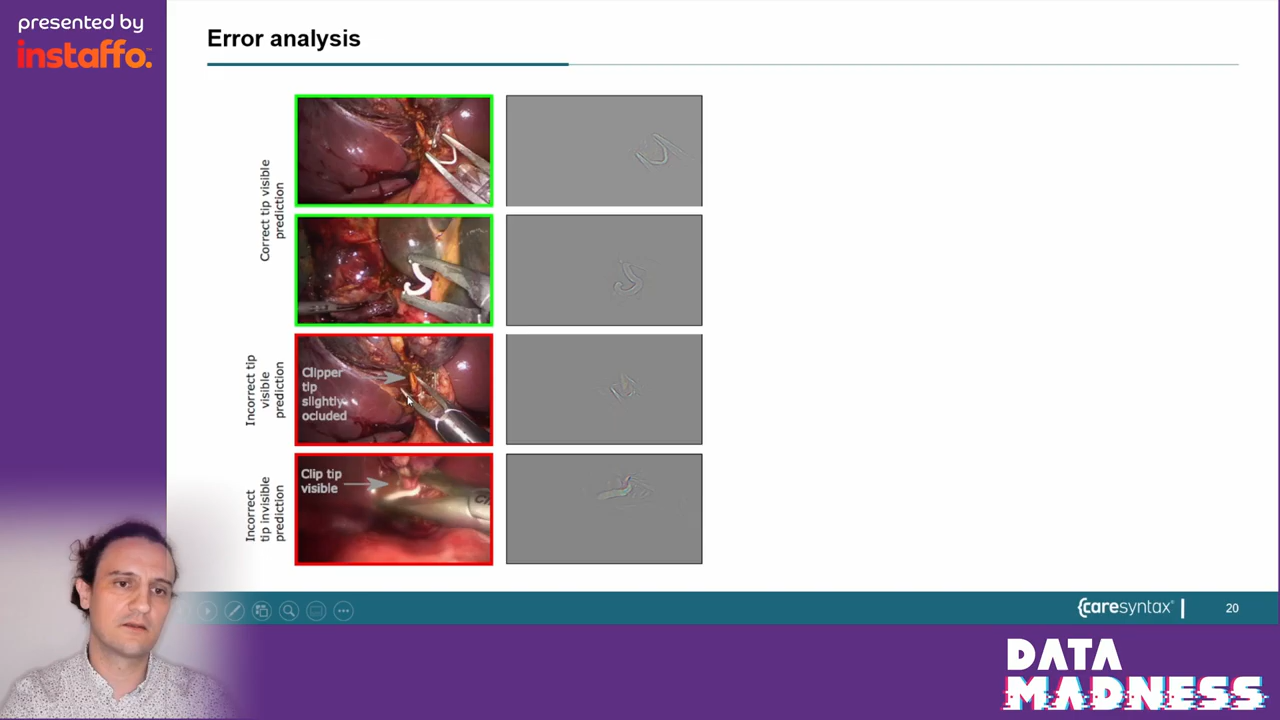 presented by
instaffo.
Error analysis
Correct tip visible
prediction
Incorrect tip
visible
prediction
Clipper
tip
slightly
ocluded
Incorrect
tip invisible
prediction
Clip tip
visible
{caresyntax®
20
DATA
MADNESS